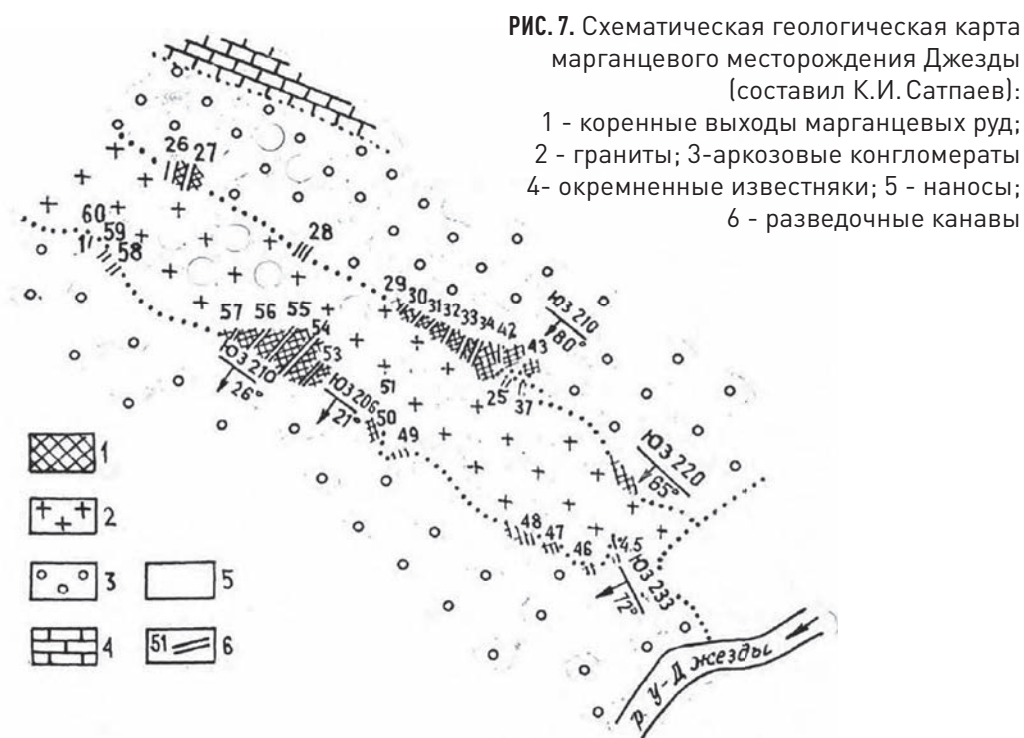 РИС. 7. Схематическая геологическая карта
марганцевого месторождения Джезды
(составил К.И. Сатпаев):
1 - коренные выходы марганцевых руд;
2 - граниты; 3-аркозовые конгломераты
4- окремненные известняки; 5 - наносы;
6 - разведочные канавы
26 27
28
60
59
58
29 30 31 32 33 34 42
43
ЮЗ 210
80°
25 37
57 56 55
54
53
ЮЗ 210
26°
ЮЗ 206
27°
51
50
49
ЮЗ 220
65°
48 47 46 45
ЮЗ 233
72°
р. У-Джезды
1
2
3
5
4
51
6